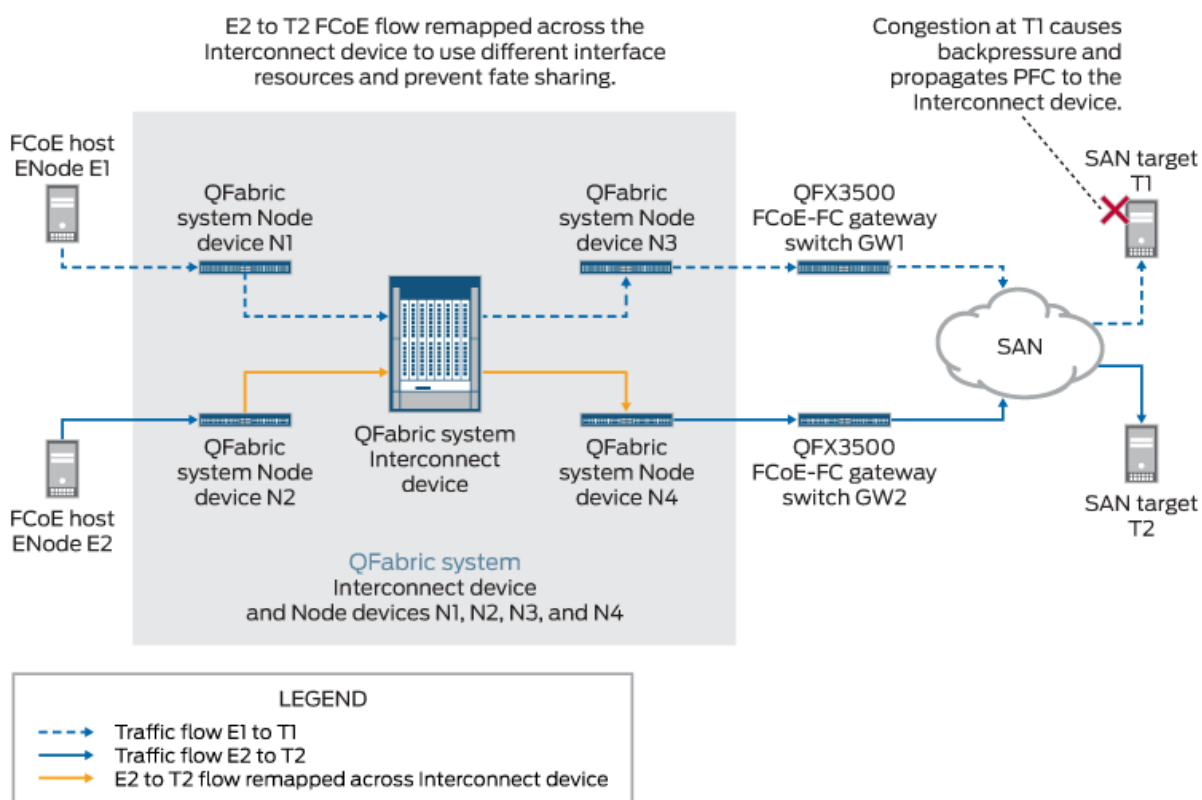 E2 to T2 FCoE flow remapped across the
Interconnect device to use different interface
resources and prevent fate sharing.
Congestion at T1 causes
backpressure and
propagates PFC to the
Interconnect device.
FCoE host
ENode E1
QFabric
system Node
device N1
QFabric
system Node
device N3
QFX3500
FCoE-FC gateway
switch GW1
SAN target
T1
SAN
QFabric system
Interconnect
device
FCoE host
ENode E2
QFabric
system Node
device N2
QFabric
system Node
device N4
QFX3500
FCoE-FC gateway
switch GW2
SAN target
T2
QFabric system
Interconnect device
and Node devices N1, N2, N3, and N4
LEGEND
Traffic flow E1 to T1
Traffic flow E2 to T2
E2 to T2 flow remapped across Interconnect device